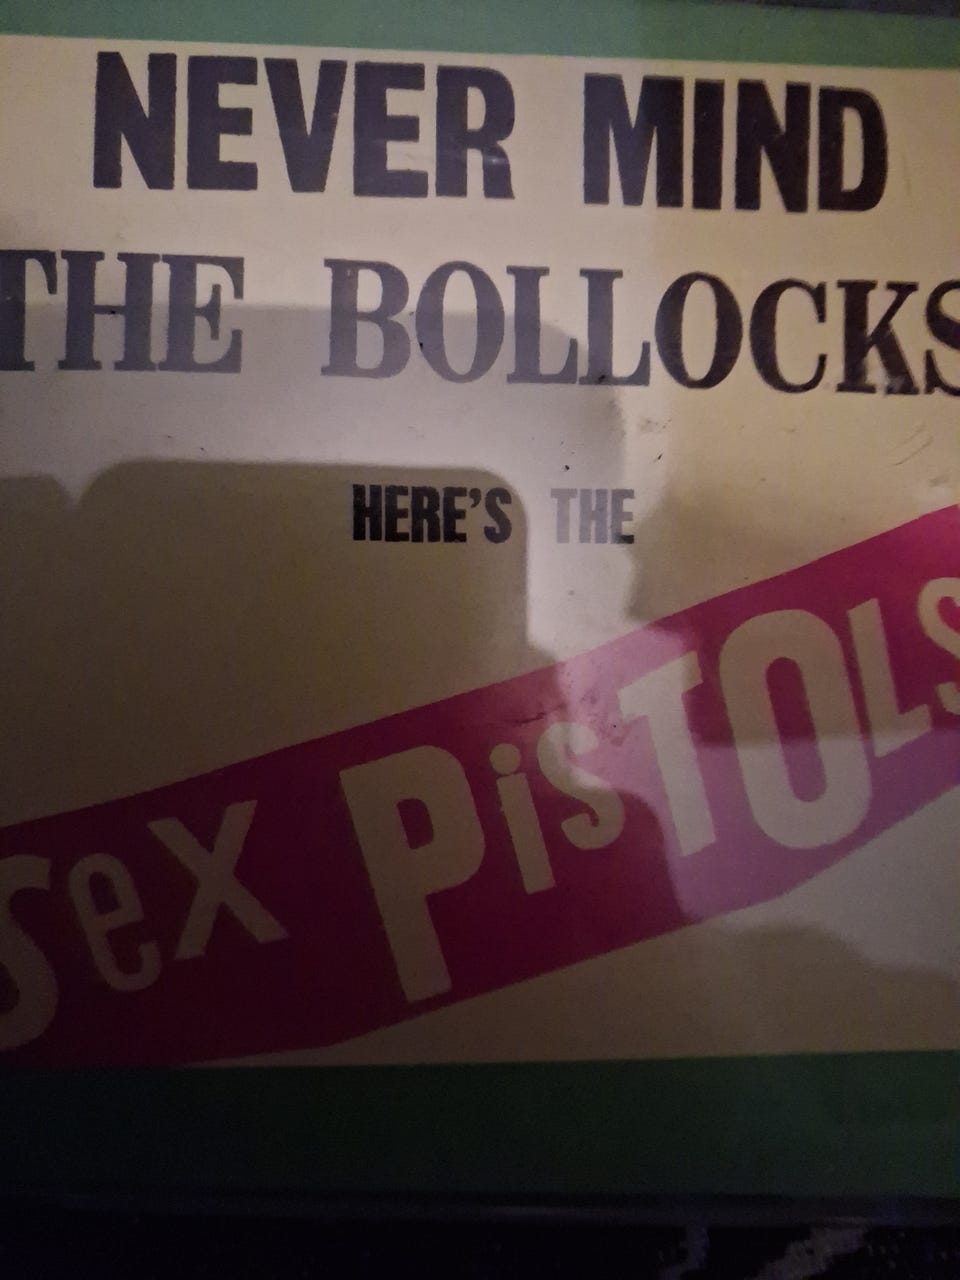 NEVER MIND
THE BOLLOCKS
HERE'S THE
Sex PiSTOLS